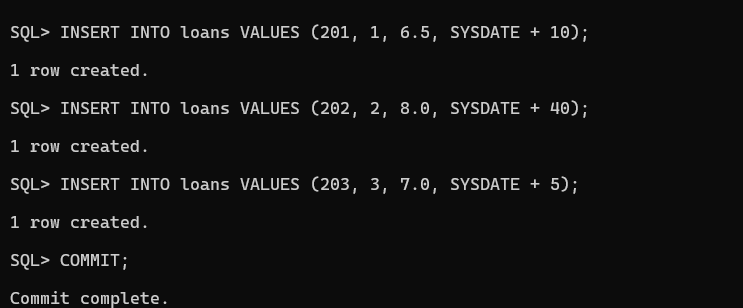 SQL> INSERT INTO loans VALUES (201, 1, 6.5, SYSDATE + 10);
1 row created.
SQL> INSERT INTO loans VALUES (202, 2, 8.0, SYSDATE + 40);
1 row created.
SQL> INSERT INTO loans VALUES (203, 3, 7.0, SYSDATE + 5);
1 row created.
SQL> COMMIT;
Commit complete.